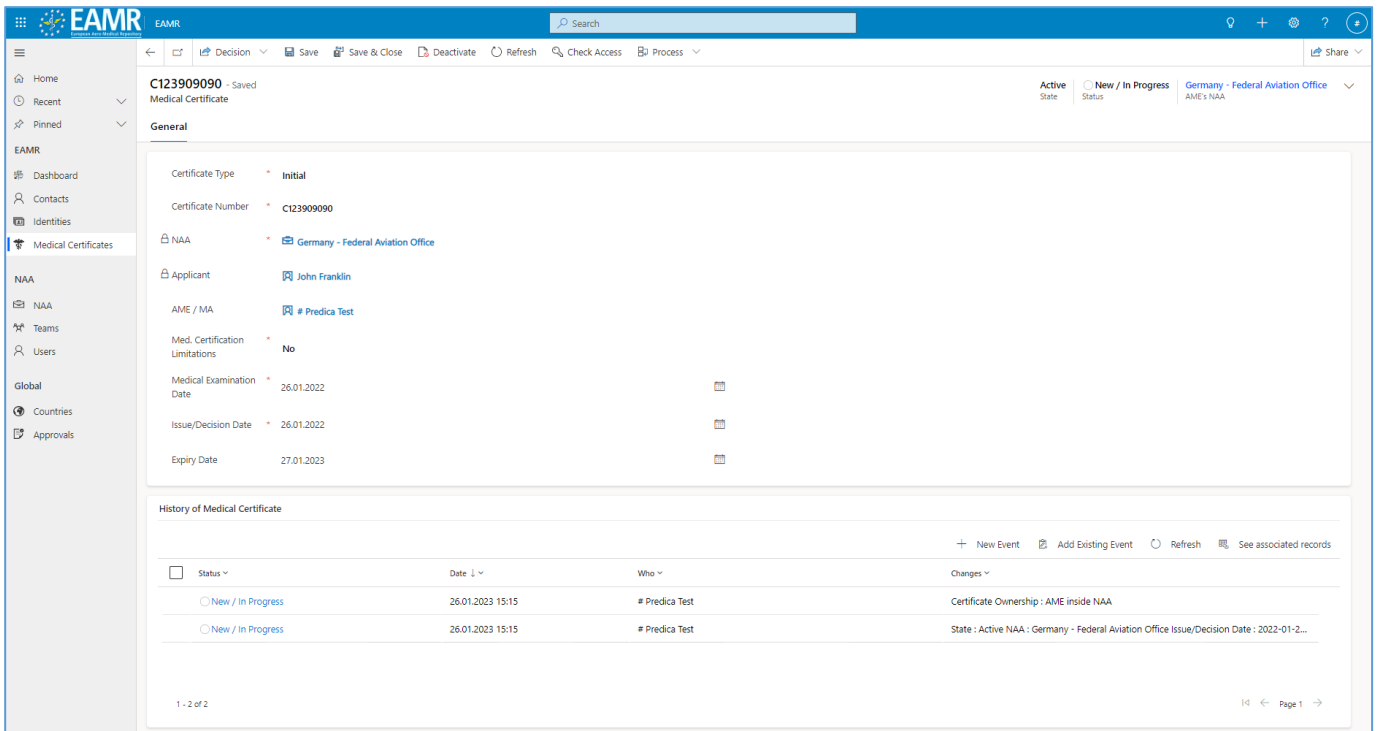 EAMR
European Aero-Medical Repository
EAMR
Search
?
#
Decision
Save
Save & Close
Deactivate
Refresh
Check Access
Process
Share
Home
Recent
Pinned
EAMR
Dashboard
Contacts
Identities
Medical Certificates
NAA
NAA
Teams
Users
Global
Countries
Approvals
C123909090 - Saved
Medical Certificate
Active
State
New / In Progress
Status
Germany - Federal Aviation Office
AME's NAA
General
Certificate Type * Initial
Certificate Number * C123909090
NAA * Germany - Federal Aviation Office
Applicant John Franklin
AME / MA # Predica Test
Med. Certification * No
Limitations
Medical Examination * 26.01.2022
Date
Issue/Decision Date * 26.01.2022
Expiry Date 27.01.2023
History of Medical Certificate
New Event Add Existing Event Refresh See associated records
Status Date ↓ Who Changes
New / In Progress 26.01.2023 15:15 # Predica Test Certificate Ownership : AME inside NAA
New / In Progress 26.01.2023 15:15 # Predica Test State : Active NAA : Germany - Federal Aviation Office Issue/Decision Date : 2022-01-2...
1 - 2 of 2
Page 1